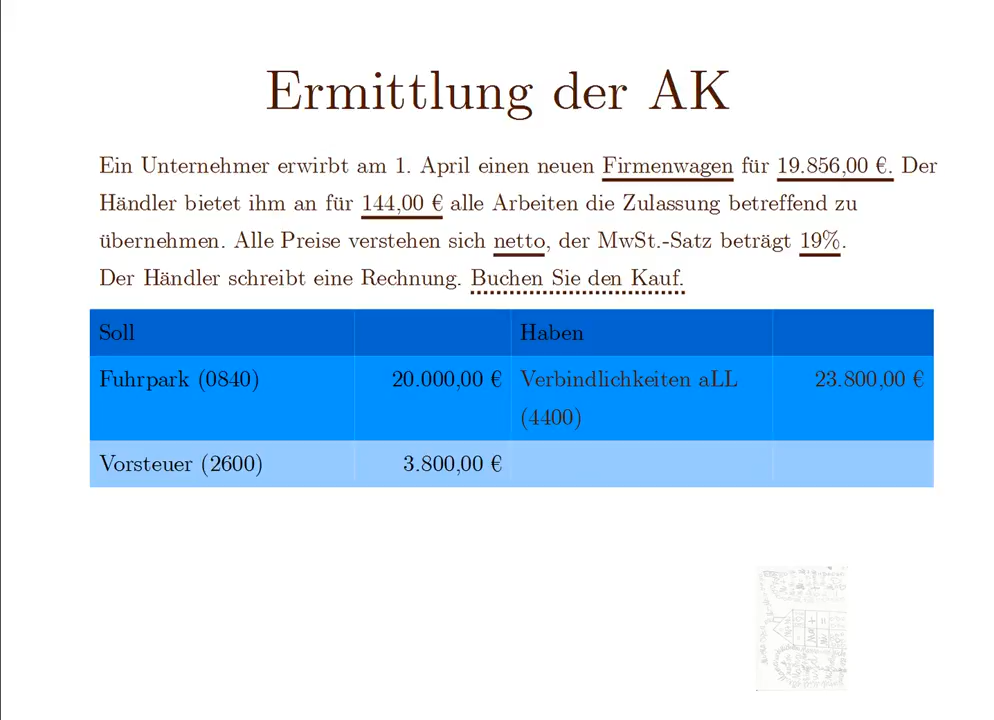 Ermittlung der AK
Ein Unternehmer erwirbt am 1. April einen neuen Firmenwagen für 19.856,00 €. Der
Händler bietet ihm an für 144,00 € alle Arbeiten die Zulassung betreffend zu
übernehmen. Alle Preise verstehen sich netto, der MwSt.-Satz beträgt 19%.
Der Händler schreibt eine Rechnung. Buchen Sie den Kauf.
Soll Haben
Fuhrpark (0840) 20.000,00 € Verbindlichkeiten aLL 23.800,00 €
(4400)
Vorsteuer (2600) 3.800,00 €